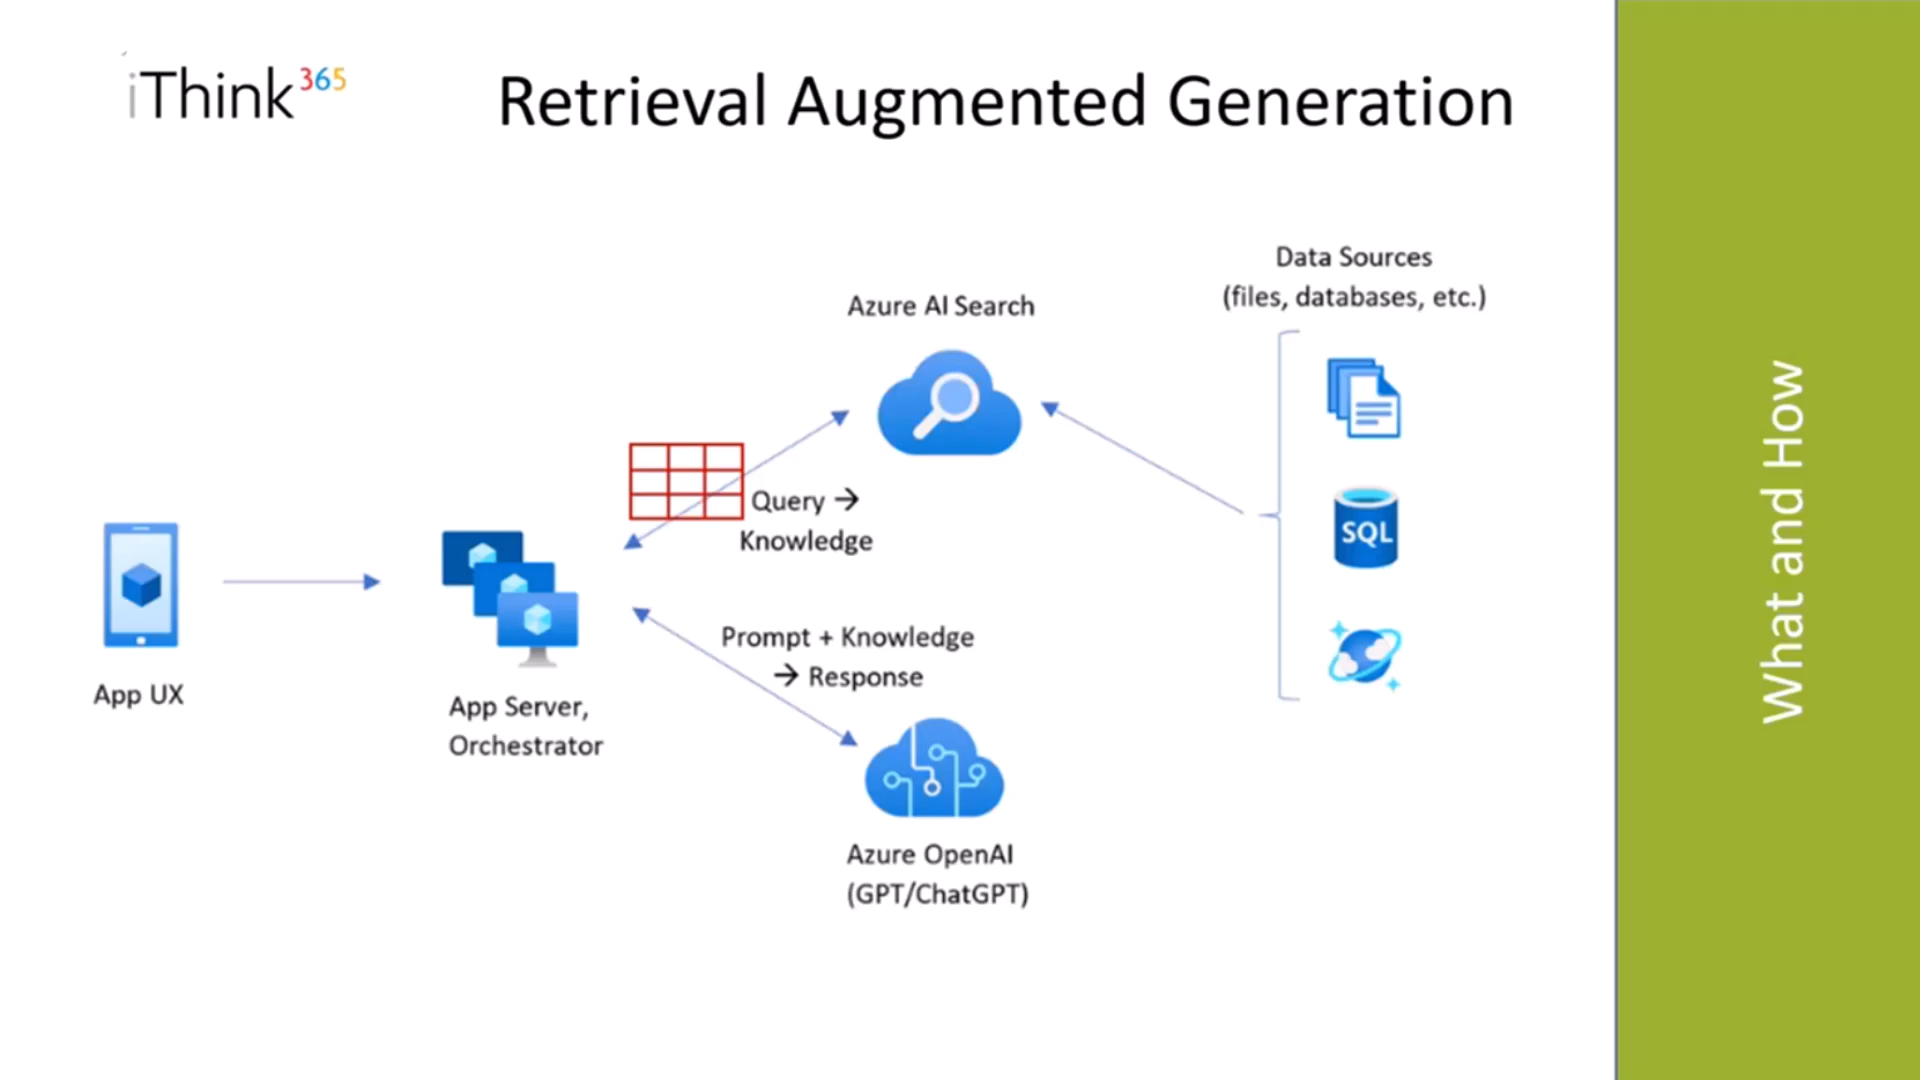 iThink365
Retrieval Augmented Generation
Data Sources
(files, databases, etc.)
Azure AI Search
Query →
Knowledge
SQL
App UX
App Server,
Orchestrator
Prompt + Knowledge
→ Response
Azure OpenAI
(GPT/ChatGPT)
What and How